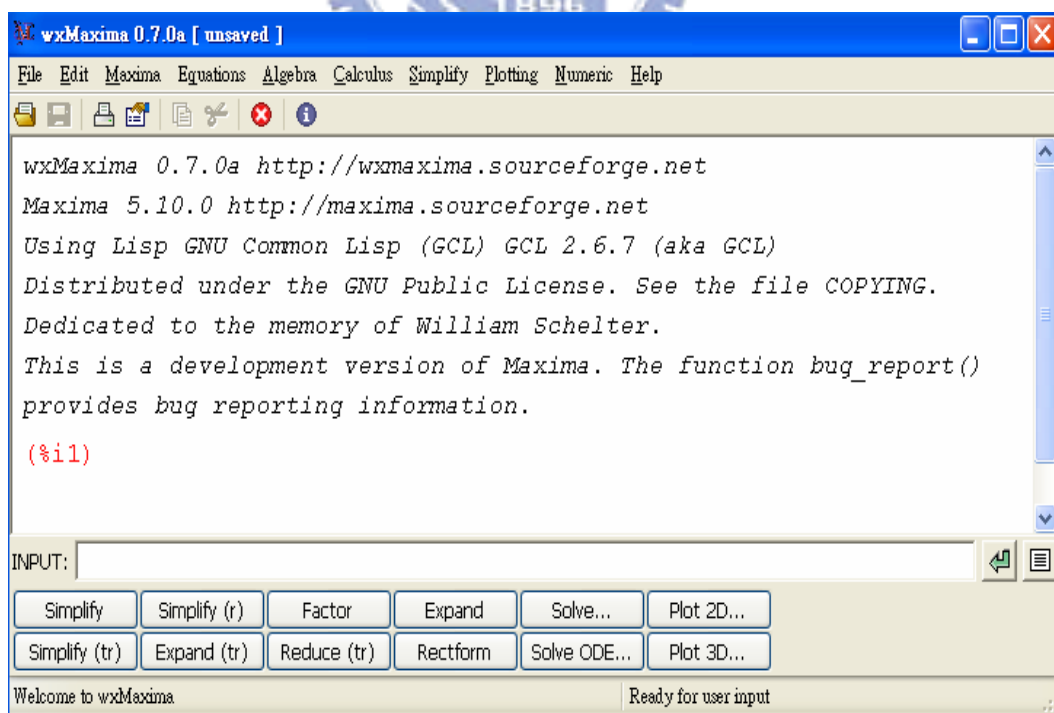 1896
wxMaxima 0.7.0a [ unsaved ]
File Edit Maxima Equations Algebra Calculus Simplify Plotting Numeric Help
wxMaxima 0.7.0a http://wxmaxima.sourceforge.net
Maxima 5.10.0 http://maxima.sourceforge.net
Using Lisp GNU Common Lisp (GCL) GCL 2.6.7 (aka GCL)
Distributed under the GNU Public License. See the file COPYING.
Dedicated to the memory of William Schelter.
This is a development version of Maxima. The function bug_report()
provides bug reporting information.
(%i1)
INPUT:
Simplify Simplify (r) Factor Expand Solve... Plot 2D...
Simplify (tr) Expand (tr) Reduce (tr) Rectform Solve ODE... Plot 3D...
Welcome to wxMaxima Ready for user input